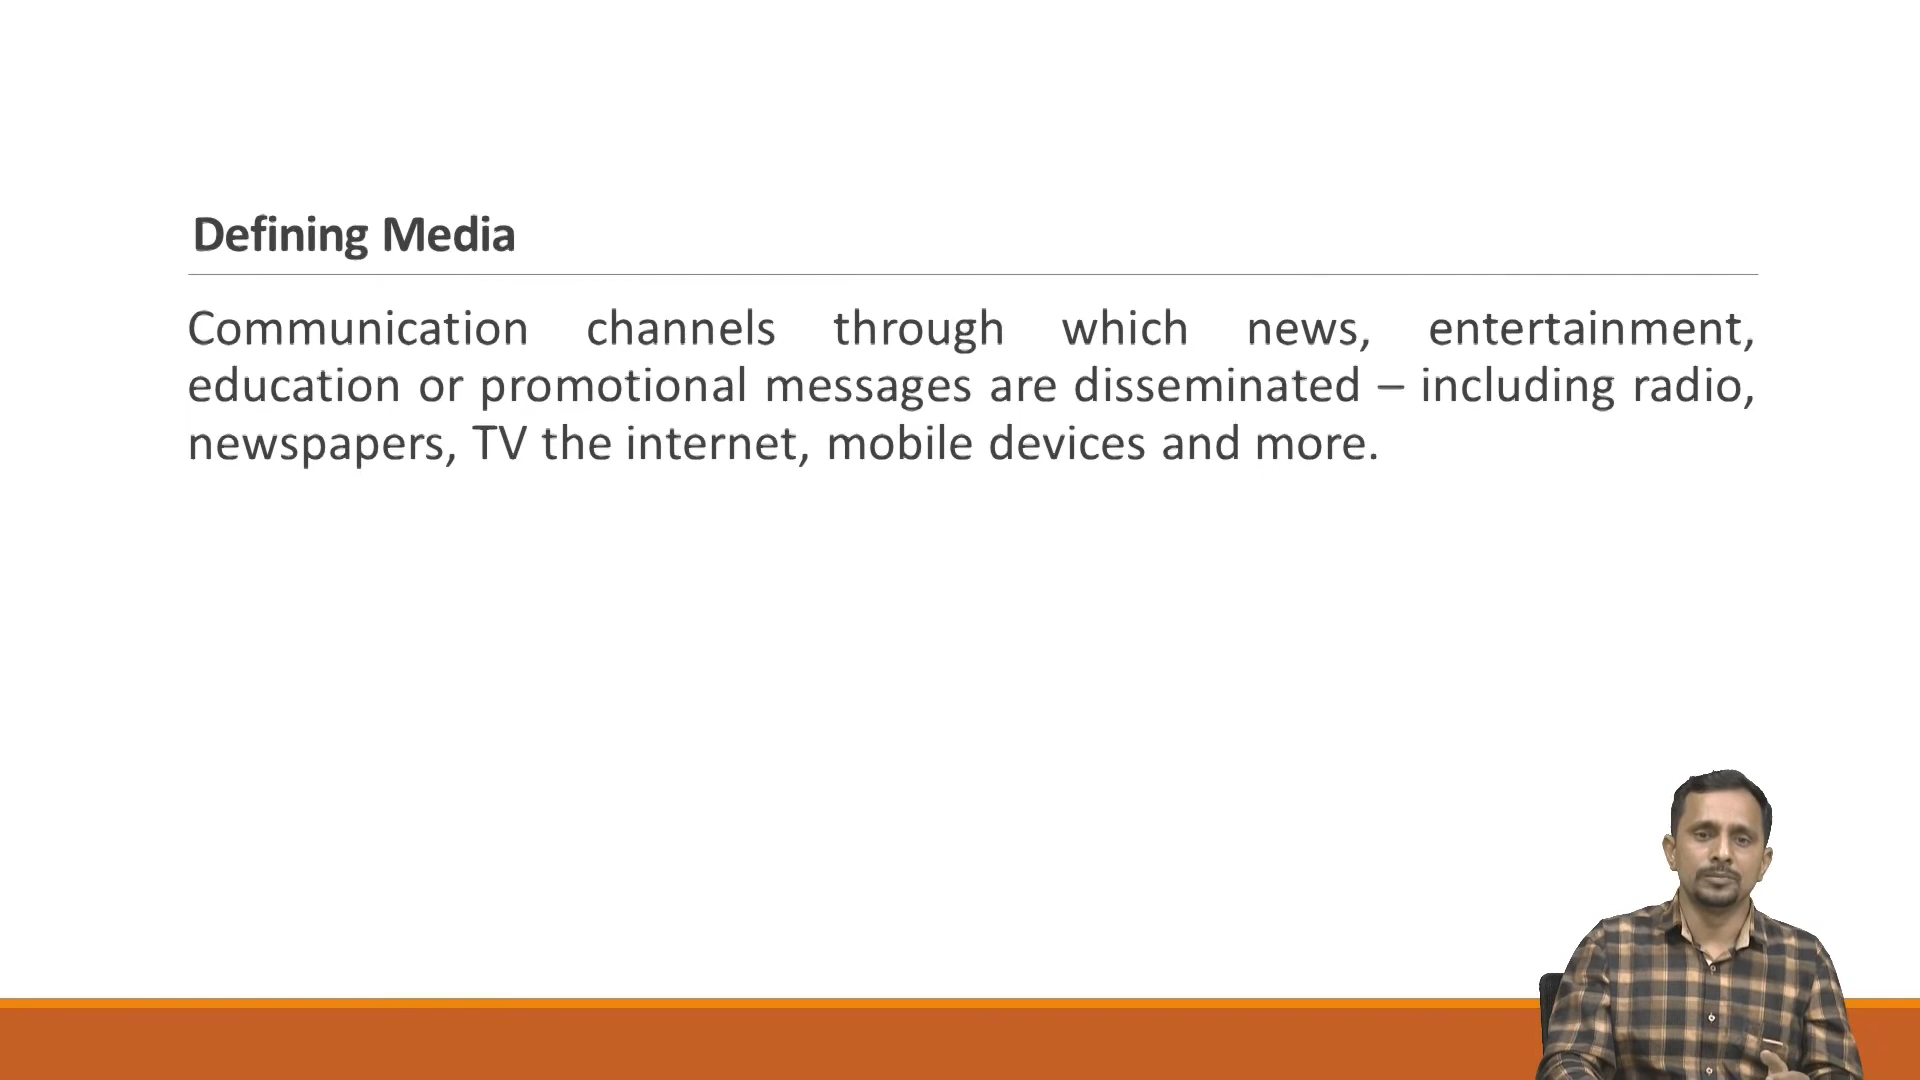 Defining Media
Communication channels through which news, entertainment,
education or promotional messages are disseminated – including radio,
newspapers, TV the internet, mobile devices and more.